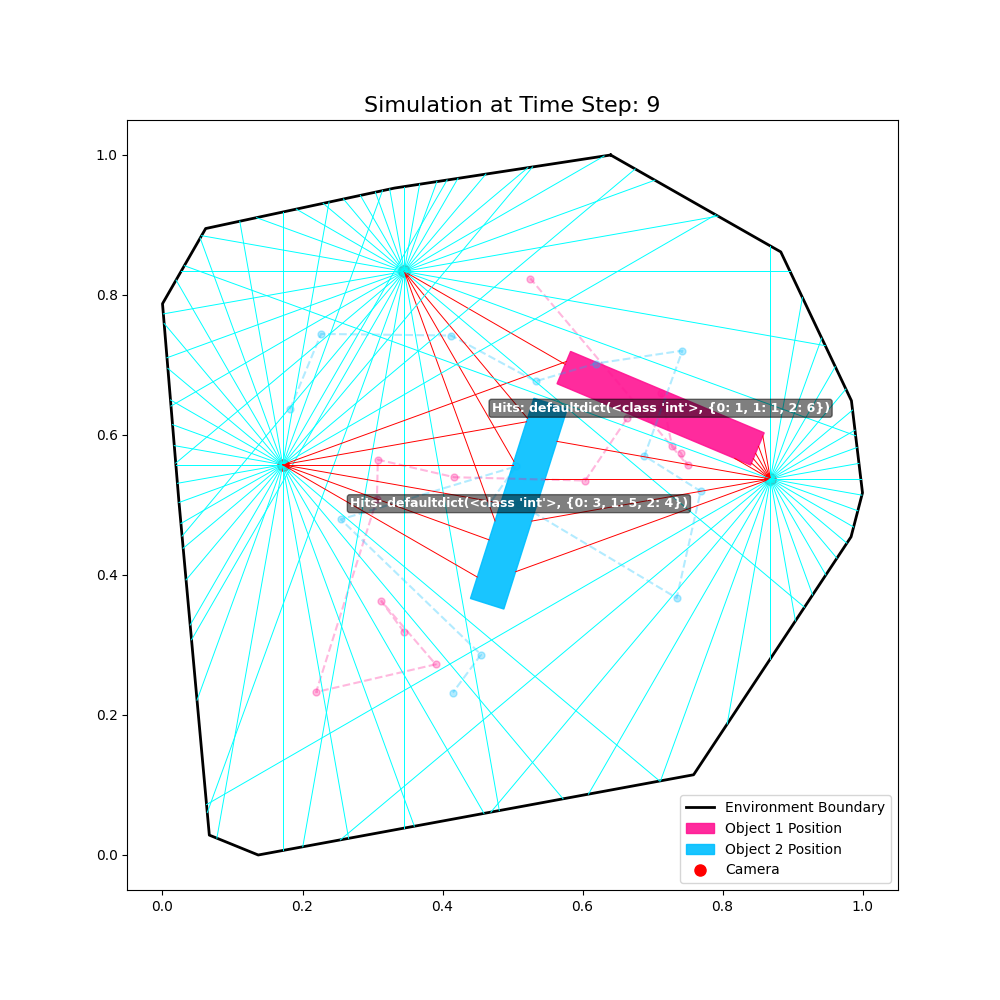 Simulation at Time Step: 9
1.0
0.8
0.6
0.4
0.2
0.0
Hits: defaultdict(<class 'int'>, {0: 1, 1: 1, 2: 6})
Hits: defaultdict(<class 'int'>, {0: 3, 1: 5, 2: 4})
Environment Boundary
Object 1 Position
Object 2 Position
Camera
0.0 0.2 0.4 0.6 0.8 1.0